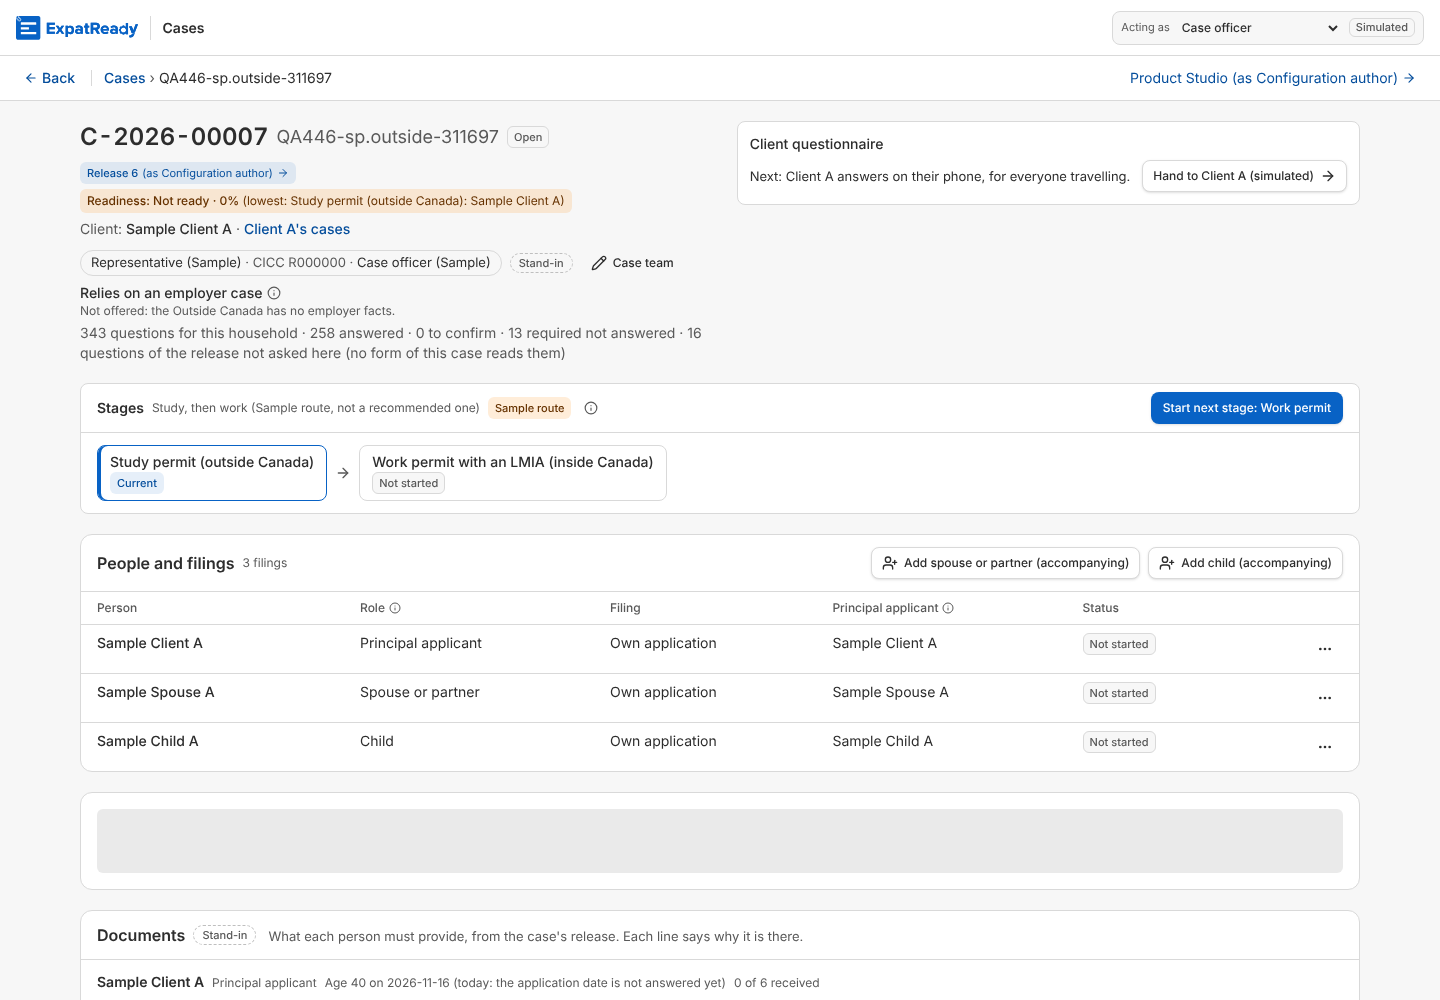 ExpatReady
Cases
Acting as Case officer Simulated
← Back Cases › QA446-sp.outside-311697
Product Studio (as Configuration author) →
C-2026-00007 QA446-sp.outside-311697 Open
Release 6 (as Configuration author) →
Readiness: Not ready · 0% (lowest: Study permit (outside Canada): Sample Client A)
Client: Sample Client A · Client A's cases
Representative (Sample) · CICC R000000 · Case officer (Sample) Stand-in Case team
Relies on an employer case
Not offered: the Outside Canada has no employer facts.
343 questions for this household · 258 answered · 0 to confirm · 13 required not answered · 16
questions of the release not asked here (no form of this case reads them)
Client questionnaire
Next: Client A answers on their phone, for everyone travelling. Hand to Client A (simulated) →
Stages Study, then work (Sample route, not a recommended one) Sample route
Start next stage: Work permit
Study permit (outside Canada)
Current
→
Work permit with an LMIA (inside Canada)
Not started
People and filings 3 filings
Add spouse or partner (accompanying) Add child (accompanying)
Person Role Filing Principal applicant Status
Sample Client A Principal applicant Own application Sample Client A Not started ...
Sample Spouse A Spouse or partner Own application Sample Spouse A Not started ...
Sample Child A Child Own application Sample Child A Not started ...
Documents Stand-in What each person must provide, from the case's release. Each line says why it is there.
Sample Client A Principal applicant Age 40 on 2026-11-16 (today: the application date is not answered yet) 0 of 6 received